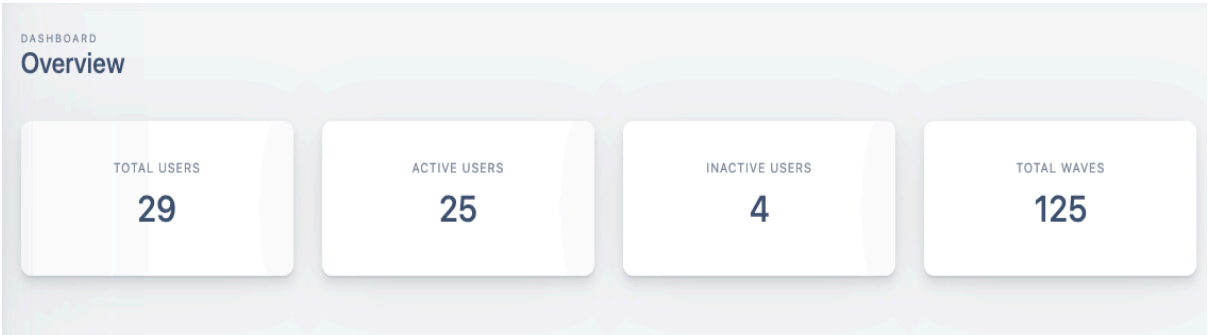 DASHBOARD
Overview
TOTAL USERS
29
ACTIVE USERS
25
INACTIVE USERS
4
TOTAL WAVES
125